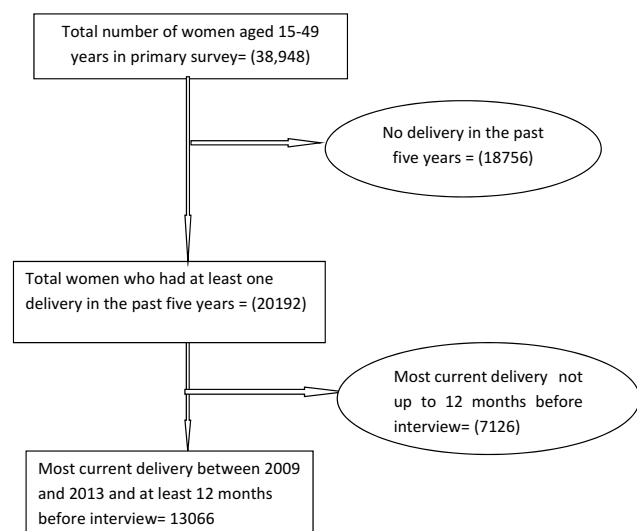 Total number of women aged 15-49
years in primary survey= (38,948)
No delivery in the past
five years = (18756)
Total women who had at least one
delivery in the past five years = (20192)
Most current delivery not
up to 12 months before
interview= (7126)
Most current delivery between 2009
and 2013 and at least 12 months
before interview= 13066